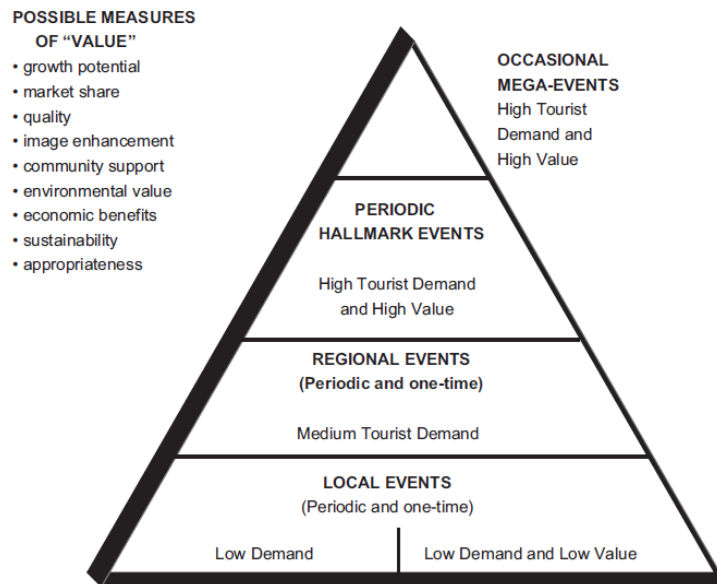 POSSIBLE MEASURES
OF “VALUE”
• growth potential
• market share
• quality
• image enhancement
• community support
• environmental value
• economic benefits
• sustainability
• appropriateness
OCCASIONAL
MEGA-EVENTS
High Tourist
Demand and
High Value
PERIODIC
HALLMARK EVENTS
High Tourist Demand
and High Value
REGIONAL EVENTS
(Periodic and one-time)
Medium Tourist Demand
LOCAL EVENTS
(Periodic and one-time)
Low Demand
Low Demand and Low Value